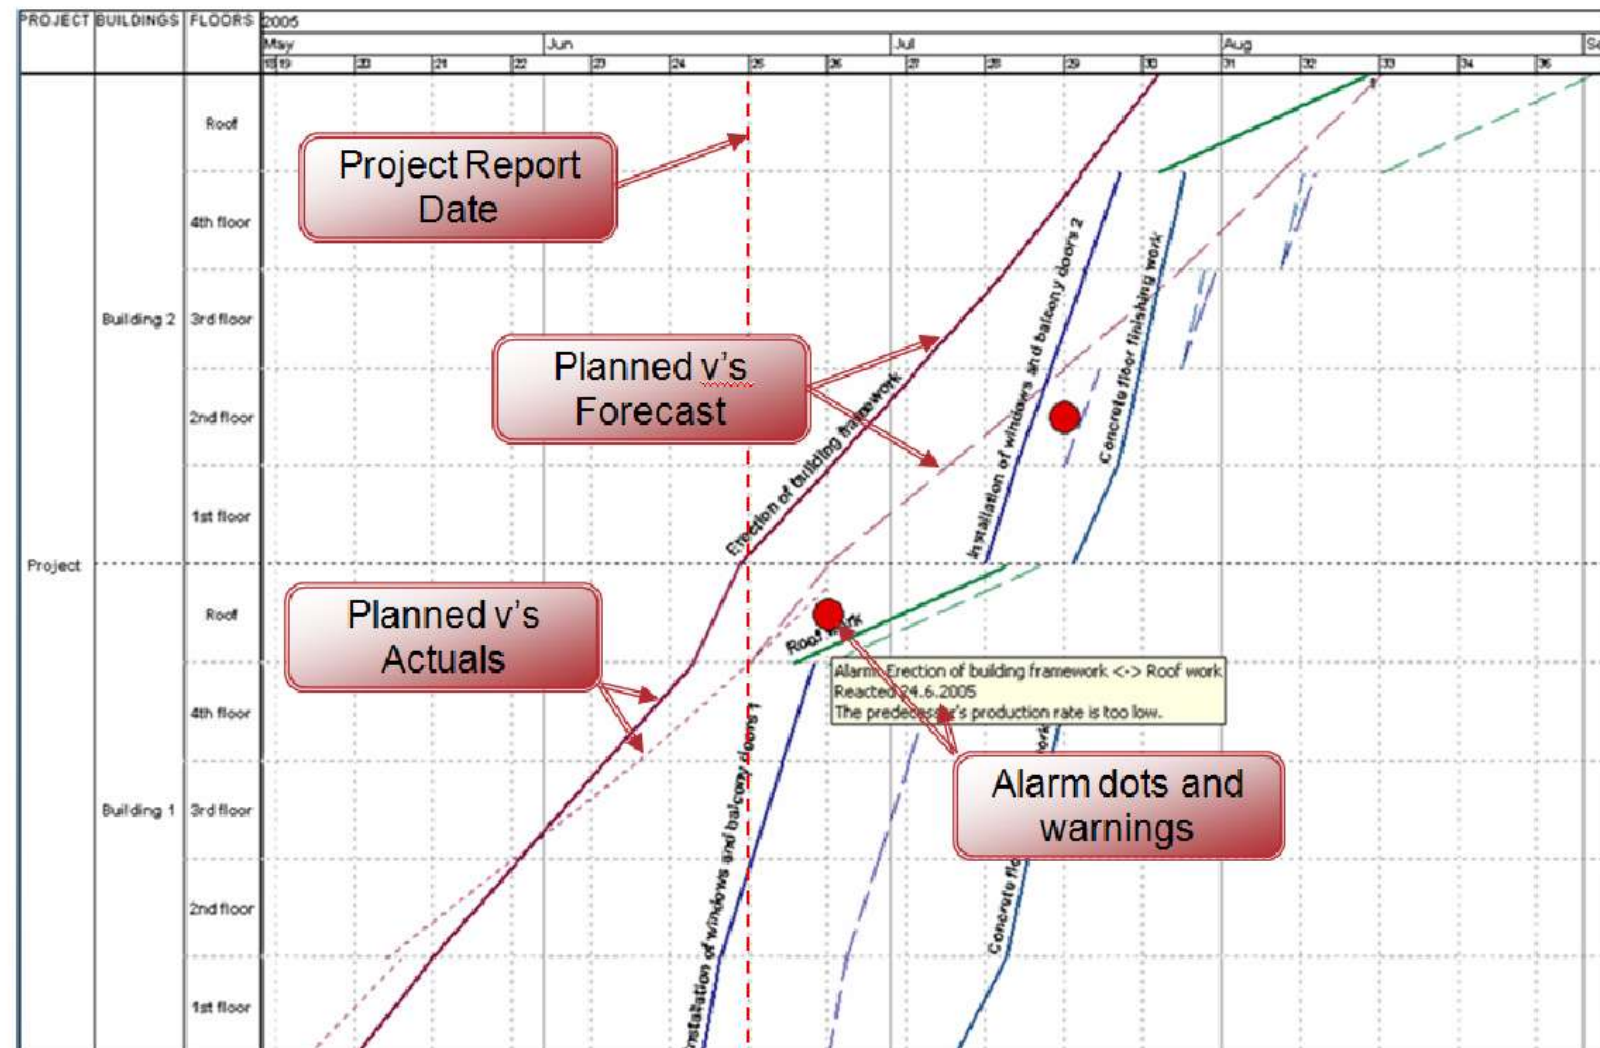 PROJECT BUILDINGS FLOORS 2005
May Jun Jul Aug Se
18 19 20 21 22 23 24 25 26 27 28 29 30 31 32 33 34 35
Roof
Project Report
Date
4th floor
Building 2
3rd floor
Planned v's
Forecast
2nd floor
1st floor
Erection of building framework
Installation of windows and balcony doors 2
Concrete floor finishing work
Project
Roof
Planned v's
Actuals
Roof work
Alarm: Erection of building framework <-> Roof work
Reacted 24.6.2005
The predecessor's production rate is too low.
4th floor
Alarm dots and
warnings
Building 1
3rd floor
2nd floor
1st floor
Installation of windows and balcony doors 1
Concrete flo
ork